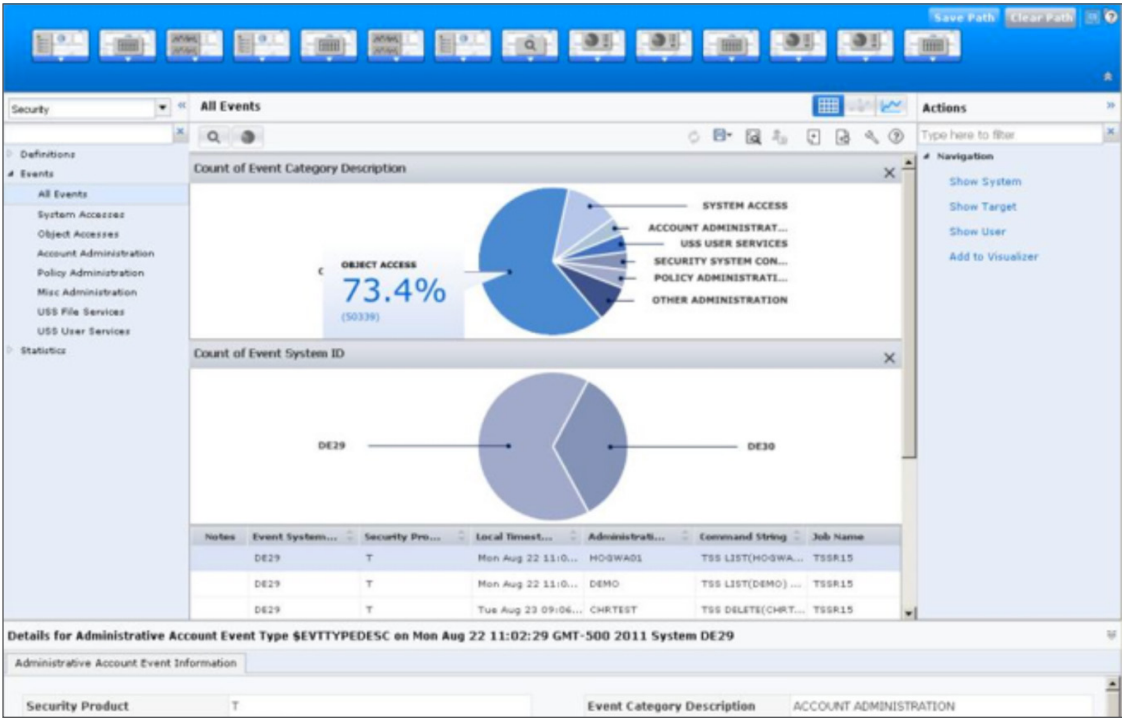 Save Path Clear Path
Security
All Events
Actions
Type here to filter
Definitions
Events
All Events
System Accesses
Object Accesses
Account Administration
Policy Administration
Misc Administration
USS File Services
USS User Services
Statistics
Count of Event Category Description
SYSTEM ACCESS
ACCOUNT ADMINISTRAT...
USS USER SERVICES
SECURITY SYSTEM CON...
POLICY ADMINISTRATI...
OTHER ADMINISTRATION
OBJECT ACCESS
73.4%
(50339)
Navigation
Show System
Show Target
Show User
Add to Visualizer
Count of Event System ID
DE29
DE30
Notes Event System... Security Pro... Local Timest... Administrati... Command String Job Name
DE29 T Mon Aug 22 11:0... HOGWA01 TSS LIST(HOGWA... TSSR15
DE29 T Mon Aug 22 11:0... DEMO TSS LIST(DEMO) ... TSSR15
DE29 T Tue Aug 23 09:06... CHRTEST TSS DELETE(CHRT... TSSR15
Details for Administrative Account Event Type $EVTTYPEDESC on Mon Aug 22 11:02:29 GMT-500 2011 System DE29
Administrative Account Event Information
Security Product T Event Category Description ACCOUNT ADMINISTRATION